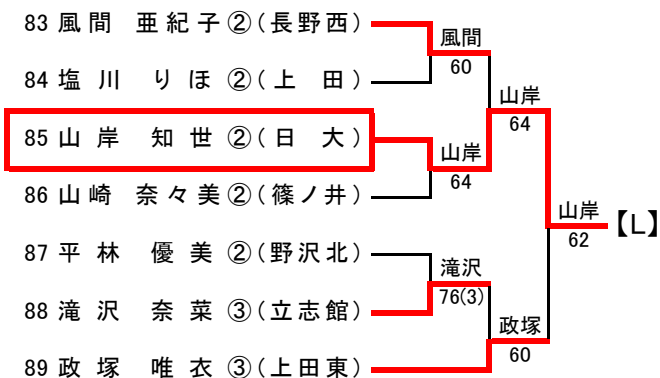 83 風間 亜紀子 ② (長野西)
84 塩川 りほ ② (上田)
85 山岸 知世 ② (日大)
86 山崎 奈々美 ② (篠ノ井)
87 平林 優美 ② (野沢北)
88 滝沢 奈菜 ③ (立志館)
89 政塚 唯衣 ③ (上田東)
風間
60
山岸
64
滝沢
76(3)
山岸
64
政塚
60
山岸
62
【L】